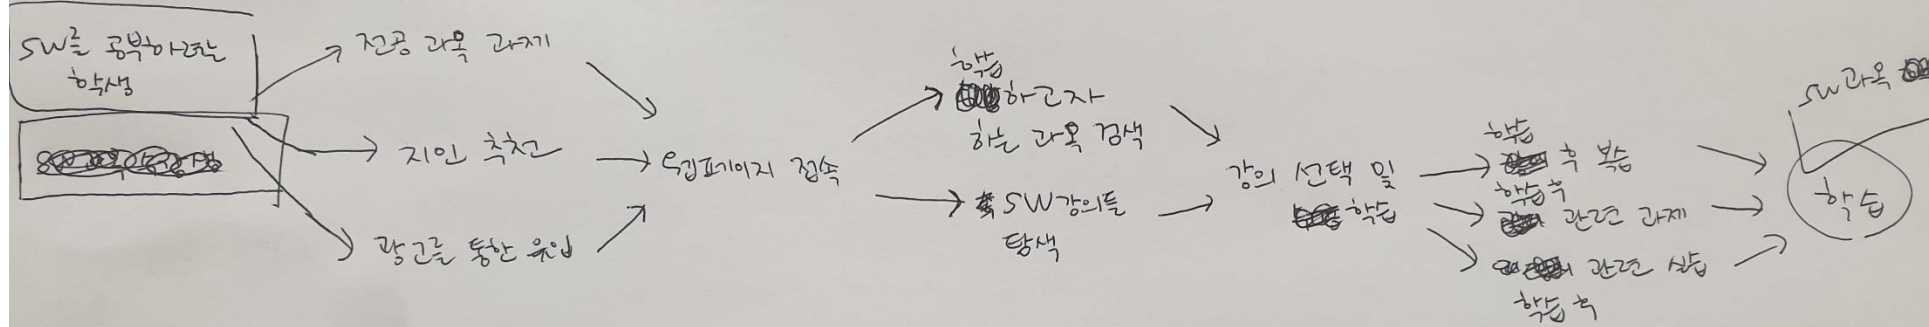 SW를 공부하려는
학생
전공 과목 과제
지인 추천
광고를 통한 유입
웹페이지 접속
학습
하고자
하는 과목 검색
SW강의들
탐색
강의 선택 및
학습
학습
후 복습
학습 후
관련 과제
관련 실습
학습 후
SW과목
학습